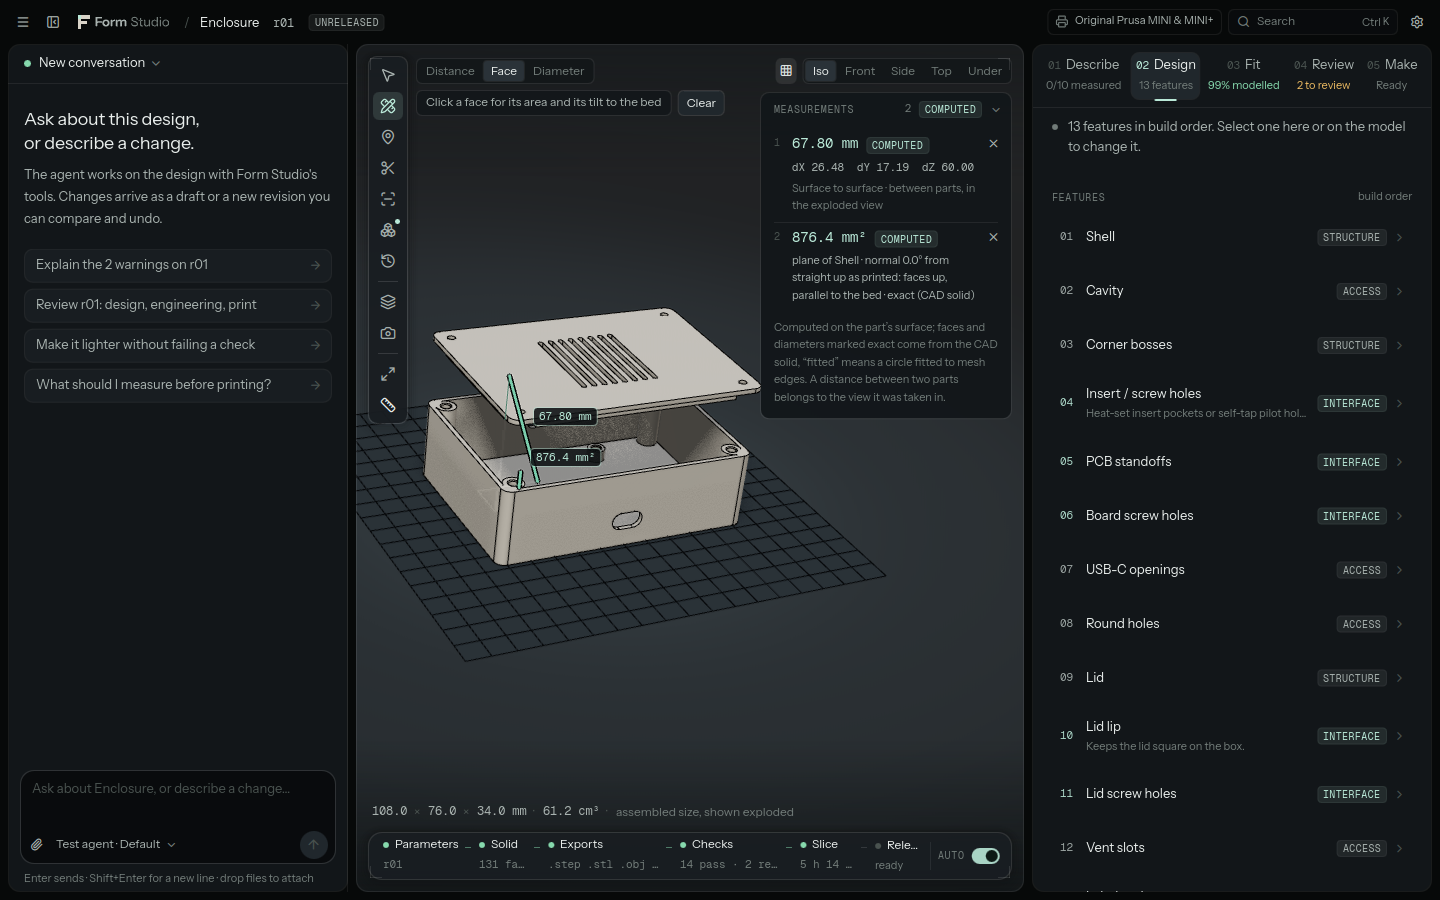 Form Studio / Enclosure r01 UNRELEASED
Original Prusa MINI & MINI+
Search Ctrl K
New conversation
Ask about this design,
or describe a change.
The agent works on the design with Form Studio's
tools. Changes arrive as a draft or a new revision you
can compare and undo.
Explain the 2 warnings on r01
Review r01: design, engineering, print
Make it lighter without failing a check
What should I measure before printing?
Ask about Enclosure, or describe a change...
Test agent · Default
Enter sends · Shift+Enter for a new line · drop files to attach
Distance Face Diameter
Click a face for its area and its tilt to the bed
Clear
Iso Front Side Top Under
MEASUREMENTS 2 COMPUTED
1 67.80 mm COMPUTED
dX 26.48 dY 17.19 dZ 60.00
Surface to surface · between parts, in
the exploded view
2 876.4 mm² COMPUTED
plane of Shell · normal 0.0° from
straight up as printed: faces up,
parallel to the bed · exact (CAD solid)
Computed on the part's surface; faces and
diameters marked exact come from the CAD
solid, "fitted" means a circle fitted to mesh
edges. A distance between two parts
belongs to the view it was taken in.
67.80 mm
876.4 mm²
108.0 × 76.0 × 34.0 mm · 61.2 cm³ · assembled size, shown exploded
Parameters
r01
Solid
131 fa...
Exports
.step .stl .obj ...
Checks
14 pass · 2 re...
Slice
5 h 14 ...
Rele...
ready
AUTO
01 Describe
0/10 measured
02 Design
13 features
03 Fit
99% modelled
04 Review
2 to review
05 Make
Ready
13 features in build order. Select one here or on the model
to change it.
FEATURES build order
01 Shell STRUCTURE
02 Cavity ACCESS
03 Corner bosses STRUCTURE
04 Insert / screw holes INTERFACE
Heat-set insert pockets or self-tap pilot hol...
05 PCB standoffs INTERFACE
06 Board screw holes INTERFACE
07 USB-C openings ACCESS
08 Round holes ACCESS
09 Lid STRUCTURE
10 Lid lip INTERFACE
Keeps the lid square on the box.
11 Lid screw holes INTERFACE
12 Vent slots ACCESS